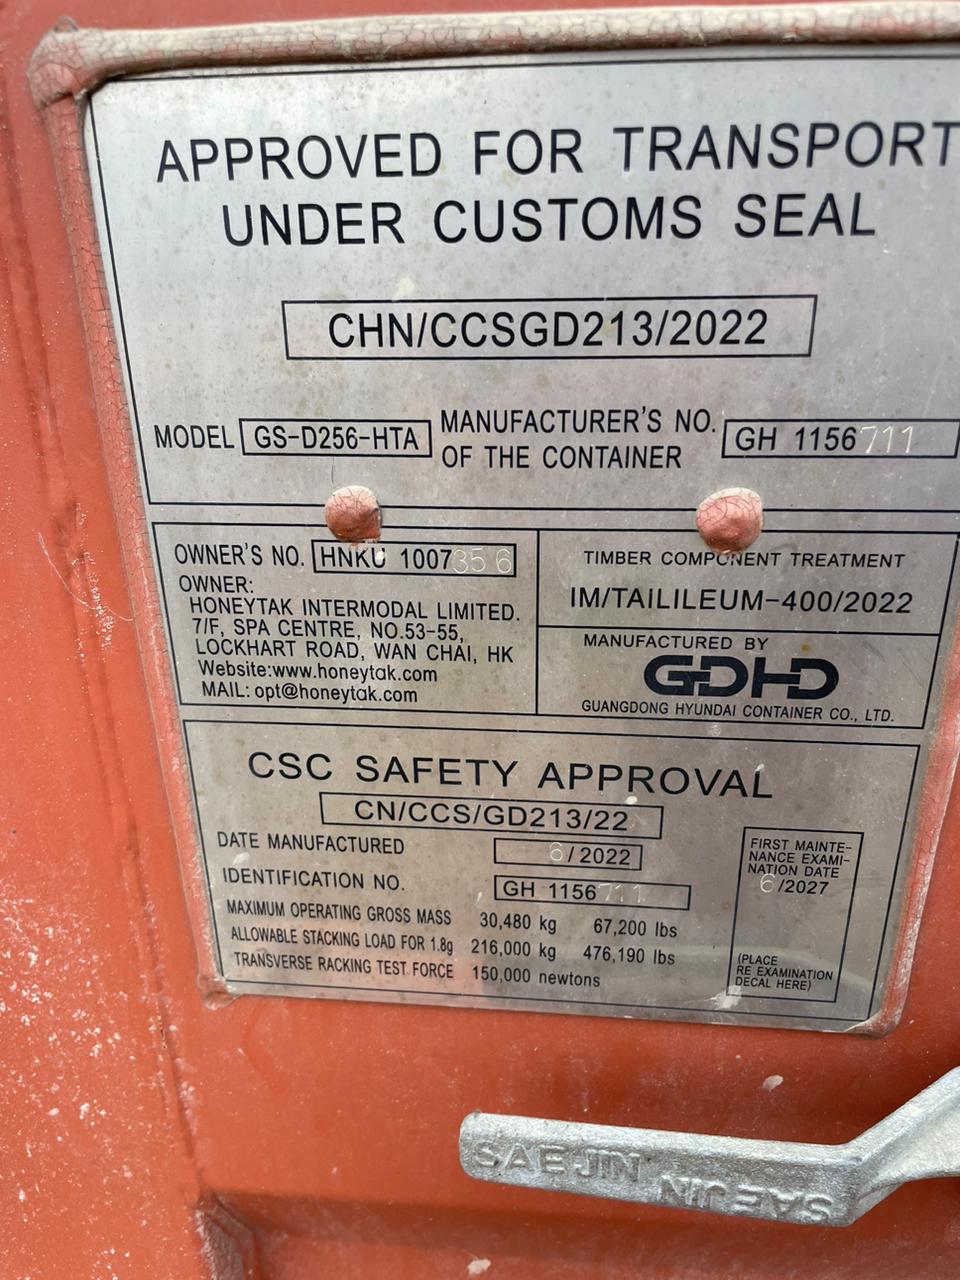 APPROVED FOR TRANSPORT
UNDER CUSTOMS SEAL
CHN/CCSGD213/2022
MODEL GS-D256-HTA MANUFACTURER'S NO. OF THE CONTAINER GH 1156711
OWNER'S NO. HNKU 1007356
OWNER:
HONEYTAK INTERMODAL LIMITED.
7/F, SPA CENTRE, NO.53-55,
LOCKHART ROAD, WAN CHAI, HK
Website:www.honeytak.com
MAIL: opt@honeytak.com
TIMBER COMPONENT TREATMENT
IM/TAiLILEUM-400/2022
MANUFACTURED BY
GDHD
GUANGDONG HYUNDAI CONTAINER CO., LTD.
CSC SAFETY APPROVAL
CN/CCS/GD213/22
DATE MANUFACTURED 6/2022
IDENTIFICATION NO. GH 1156711
MAXIMUM OPERATING GROSS MASS 30,480 kg 67,200 lbs
ALLOWABLE STACKING LOAD FOR 1.8g 216,000 kg 476,190 lbs
TRANSVERSE RACKING TEST FORCE 150,000 newtons
FIRST MAINTE-
NANCE EXAMI-
NATION DATE
6/2027
(PLACE
RE EXAMINATION
DECAL HERE)
SAEJIN
SAEJIN